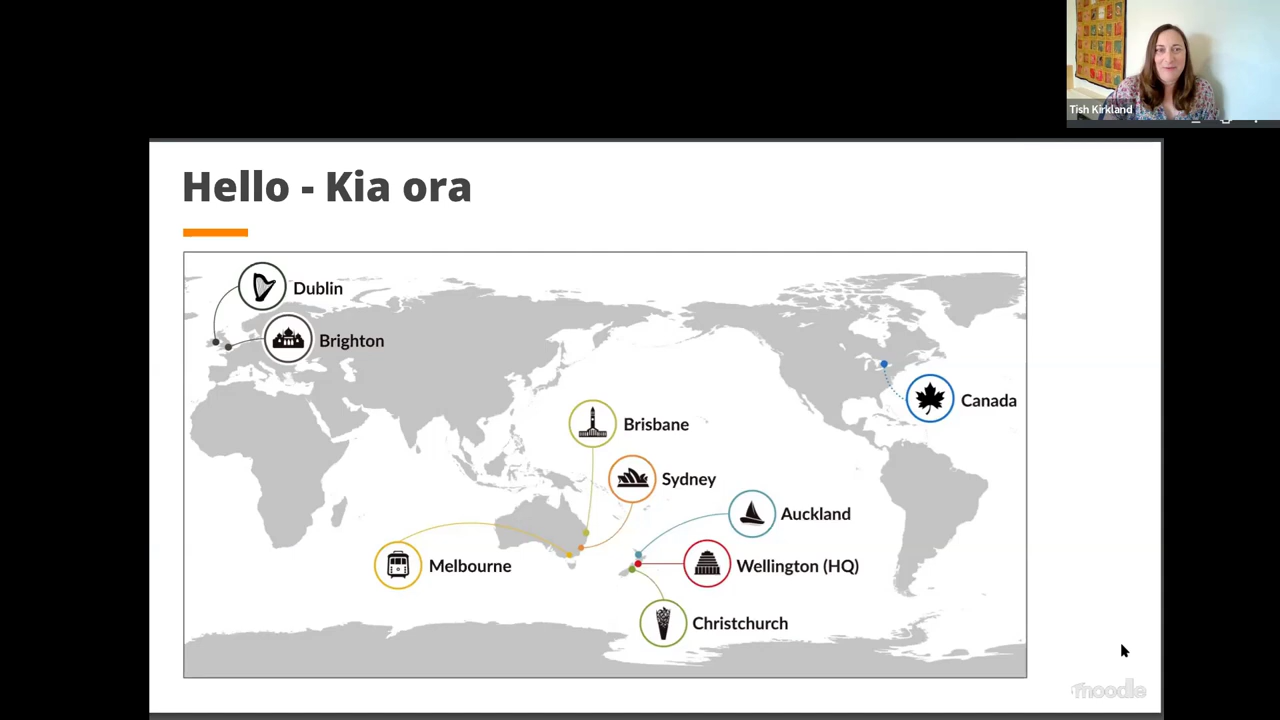 Tish Kirkland
Hello - Kia ora
Dublin
Brighton
Canada
Brisbane
Sydney
Auckland
Melbourne
Wellington (HQ)
Christchurch
moodle